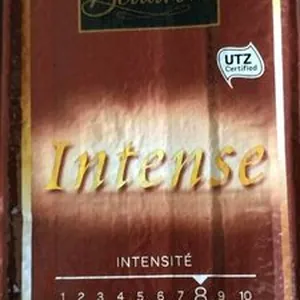 UTZ
Certified
Intense
INTENSITÉ
1 2 3 4 5 6 7 8 9 10